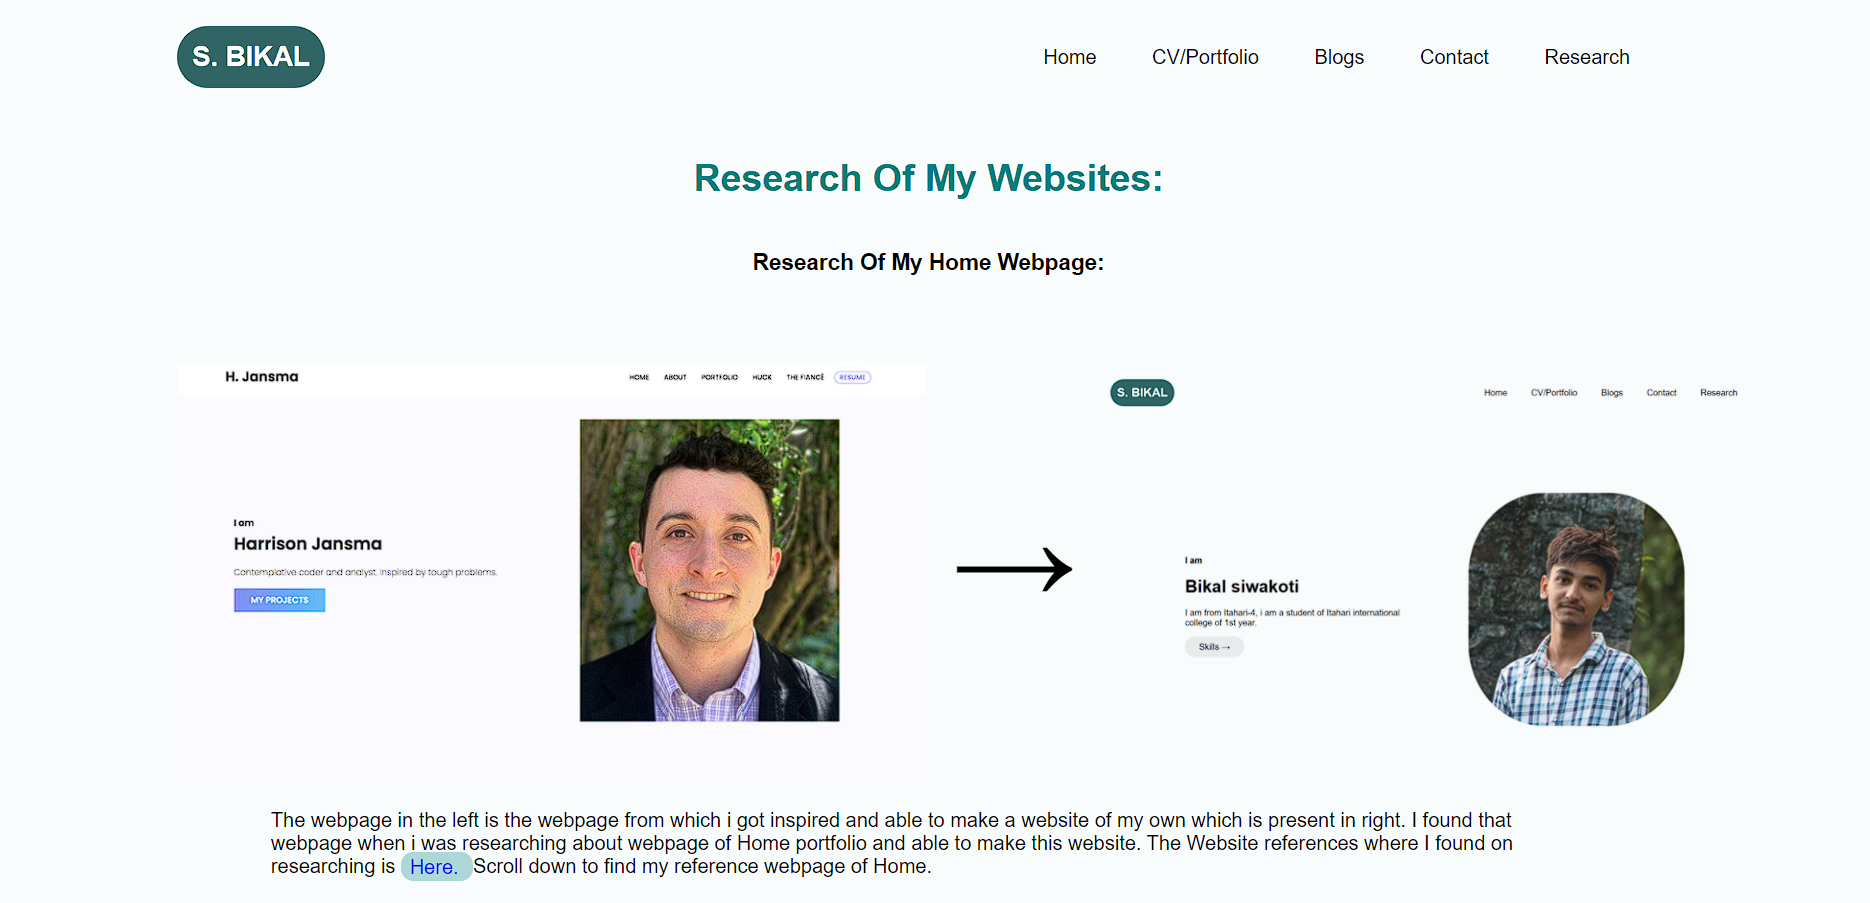 S. BIKAL
Home CV/Portfolio Blogs Contact Research
Research Of My Websites:
Research Of My Home Webpage:
H. Jansma
HOME ABOUT PORTFOLIO HUCK THE FIANCÉ RESUME
I am
Harrison Jansma
Contemplative coder and analyst. Inspired by tough problems.
MY PROJECTS
S. BIKAL
Home CV/Portfolio Blogs Contact Research
I am
Bikal siwakoti
I am from Itahari-4, i am a student of Itahari international
college of 1st year.
Skills →
The webpage in the left is the webpage from which i got inspired and able to make a website of my own which is present in right. I found that
webpage when i was researching about webpage of Home portfolio and able to make this website. The Website references where I found on
researching is Here. Scroll down to find my reference webpage of Home.